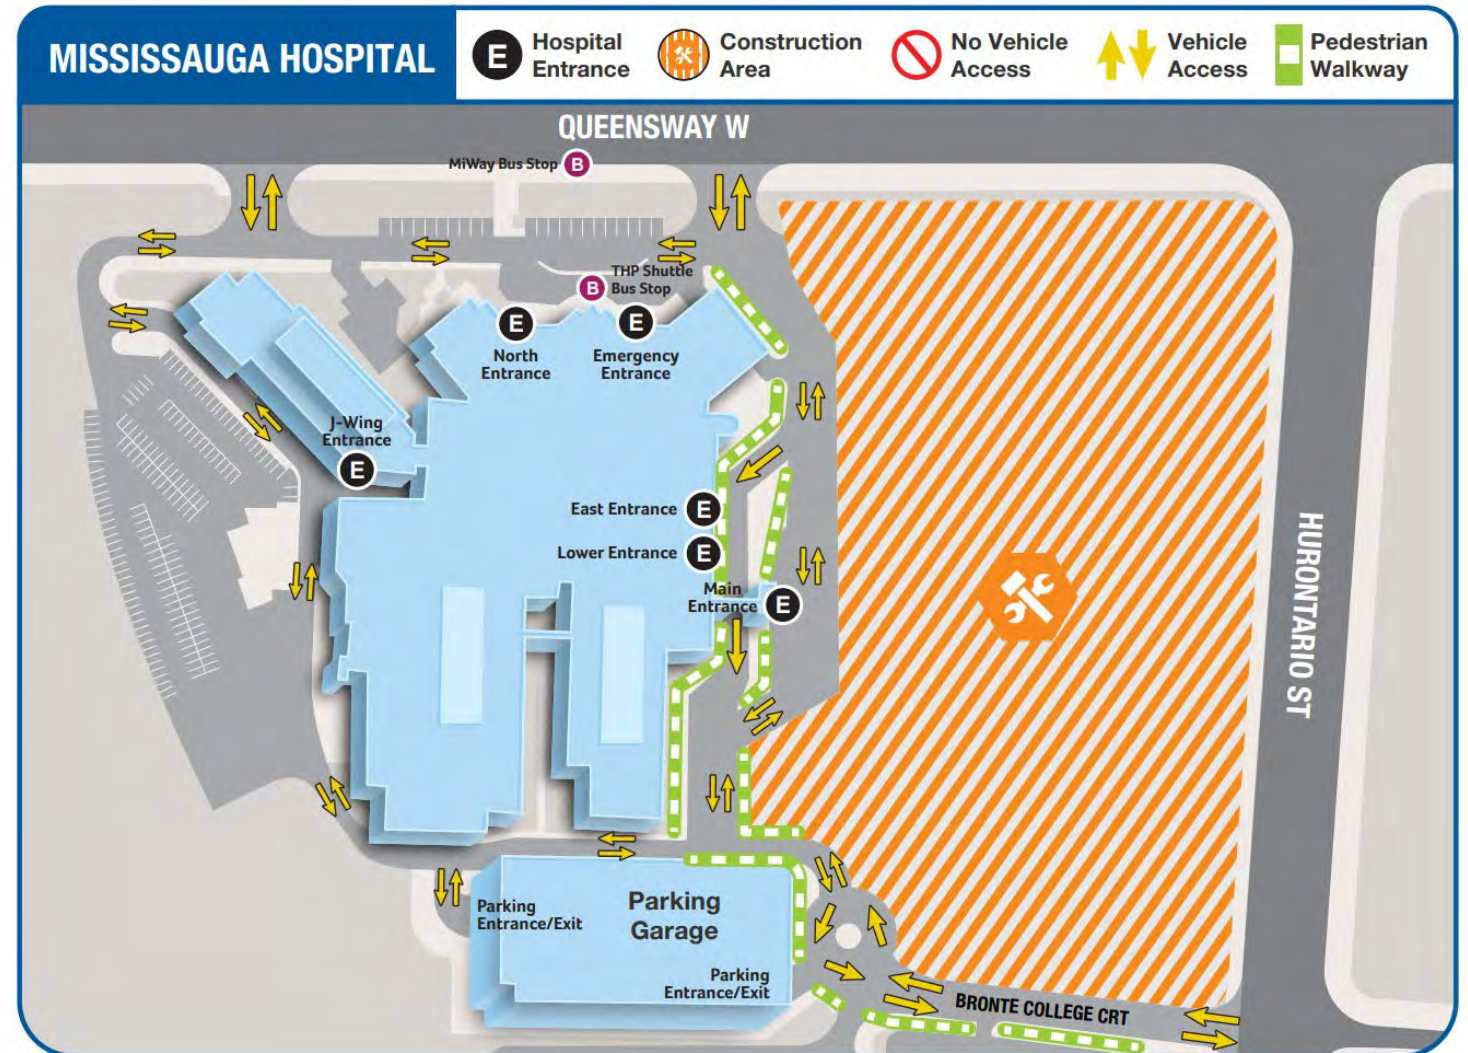 MISSISSAUGA HOSPITAL
E
Hospital
Entrance
Construction
Area
No Vehicle
Access
Vehicle
Access
Pedestrian
Walkway
QUEENSWAY W
MiWay Bus Stop B
THP Shuttle
B Bus Stop
E
North
Entrance
E
Emergency
Entrance
J-Wing
Entrance
E
East Entrance E
Lower Entrance E
Main
Entrance E
HURONTARIO ST
Parking
Entrance/Exit
Parking
Garage
Parking
Entrance/Exit
BRONTE COLLEGE CRT